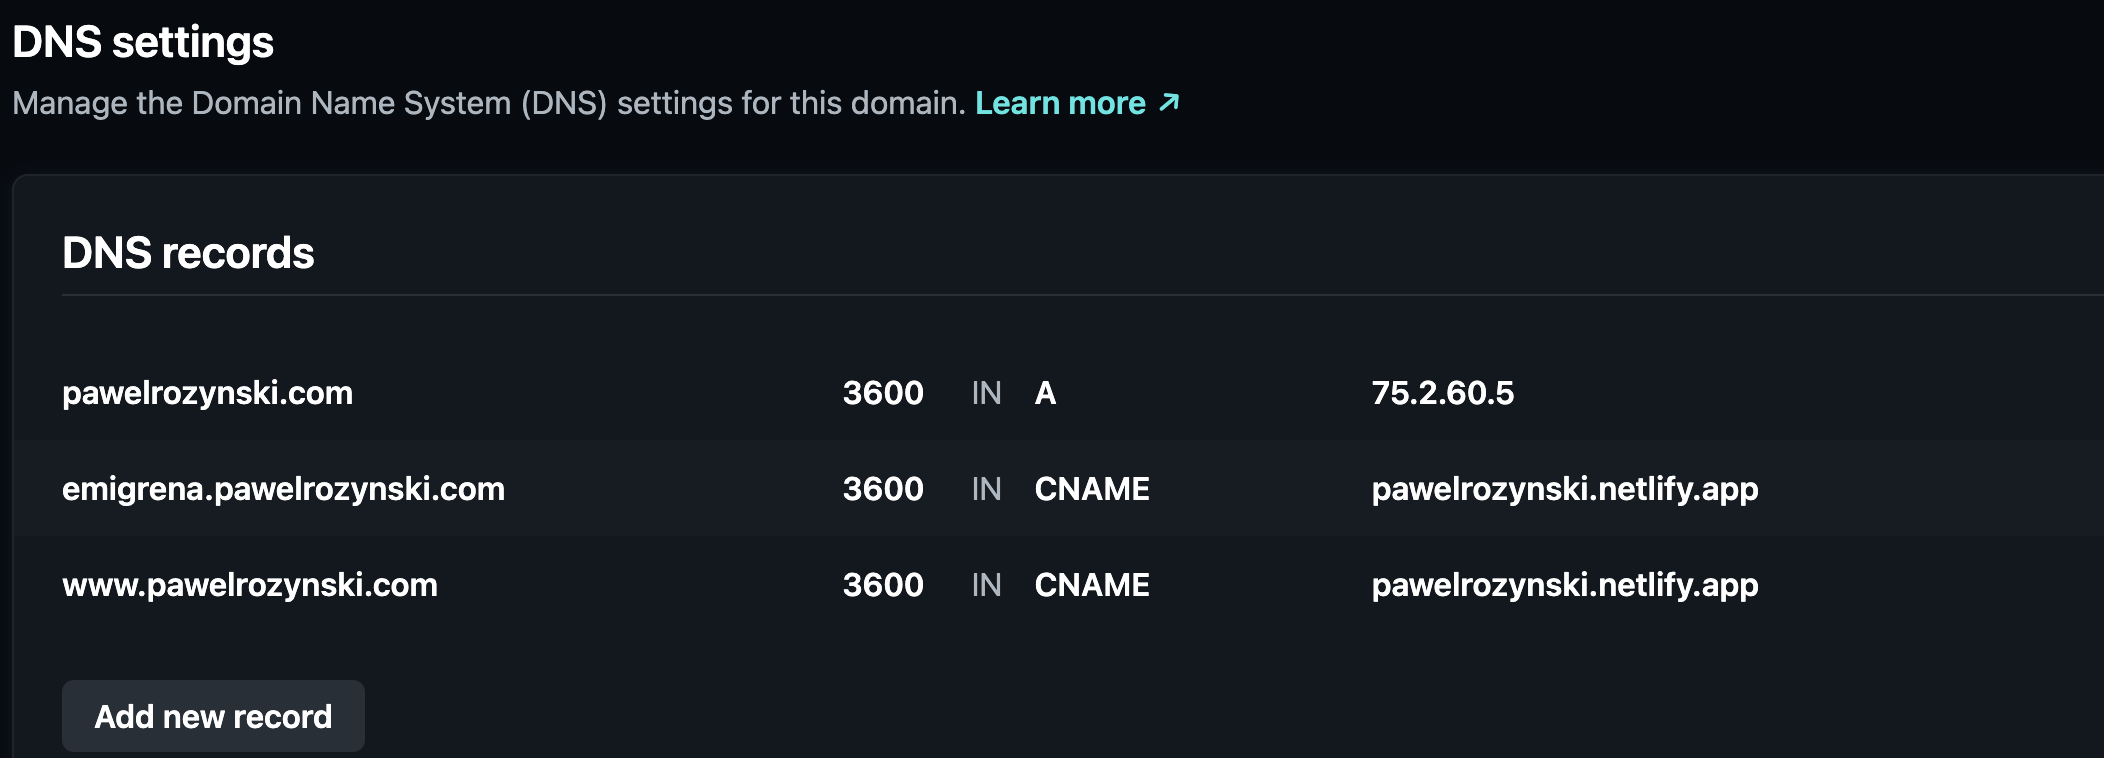 DNS settings
Manage the Domain Name System (DNS) settings for this domain. Learn more ↗
DNS records
pawelrozynski.com 3600 IN A 75.2.60.5
emigrena.pawelrozynski.com 3600 IN CNAME pawelrozynski.netlify.app
www.pawelrozynski.com 3600 IN CNAME pawelrozynski.netlify.app
Add new record